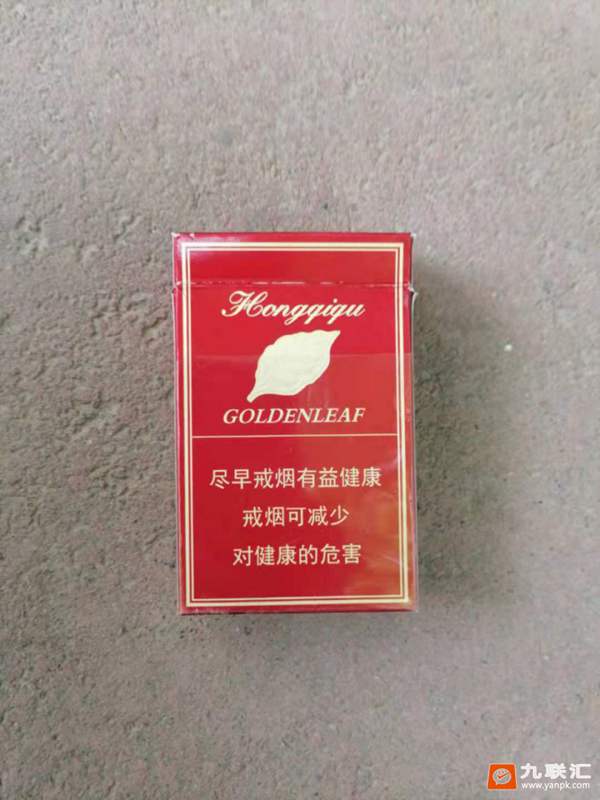 Hongqiqu
GOLDENLEAF
尽早戒烟有益健康
戒烟可减少
对健康的危害
九联汇
www.yanpk.com